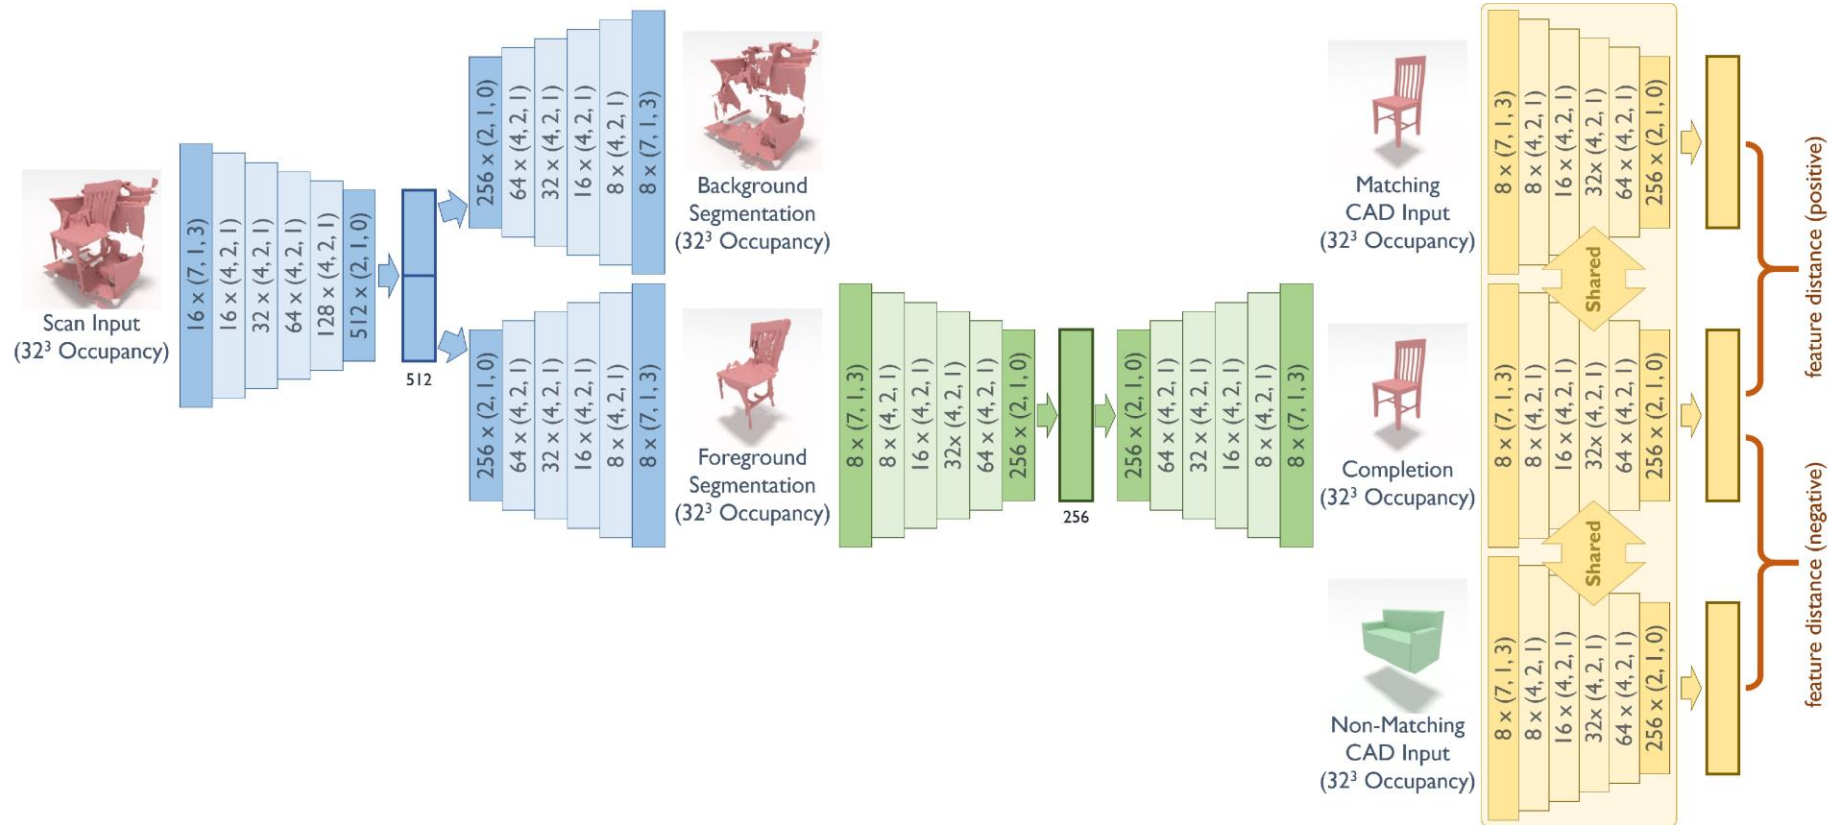 Scan Input
(32³ Occupancy)
16 x (7, 1, 3)
16 x (4, 2, 1)
32 x (4, 2, 1)
64 x (4, 2, 1)
128 x (4, 2, 1)
512 x (2, 1, 0)
512
256 x (2, 1, 0)
64 x (4, 2, 1)
32 x (4, 2, 1)
16 x (4, 2, 1)
8 x (4, 2, 1)
8 x (7, 1, 3)
Background
Segmentation
(32³ Occupancy)
256 x (2, 1, 0)
64 x (4, 2, 1)
32 x (4, 2, 1)
16 x (4, 2, 1)
8 x (4, 2, 1)
8 x (7, 1, 3)
Foreground
Segmentation
(32³ Occupancy)
8 x (7, 1, 3)
8 x (4, 2, 1)
16 x (4, 2, 1)
32x (4, 2, 1)
64 x (4, 2, 1)
256 x (2, 1, 0)
256
256 x (2, 1, 0)
64 x (4, 2, 1)
32 x (4, 2, 1)
16 x (4, 2, 1)
8 x (4, 2, 1)
8 x (7, 1, 3)
Matching
CAD Input
(32³ Occupancy)
8 x (7, 1, 3)
8 x (4, 2, 1)
16 x (4, 2, 1)
32x (4, 2, 1)
64 x (4, 2, 1)
256 x (2, 1, 0)
Shared
Completion
(32³ Occupancy)
8 x (7, 1, 3)
8 x (4, 2, 1)
16 x (4, 2, 1)
32x (4, 2, 1)
64 x (4, 2, 1)
256 x (2, 1, 0)
Shared
Non-Matching
CAD Input
(32³ Occupancy)
8 x (7, 1, 3)
8 x (4, 2, 1)
16 x (4, 2, 1)
32x (4, 2, 1)
64 x (4, 2, 1)
256 x (2, 1, 0)
feature distance (positive)
feature distance (negative)